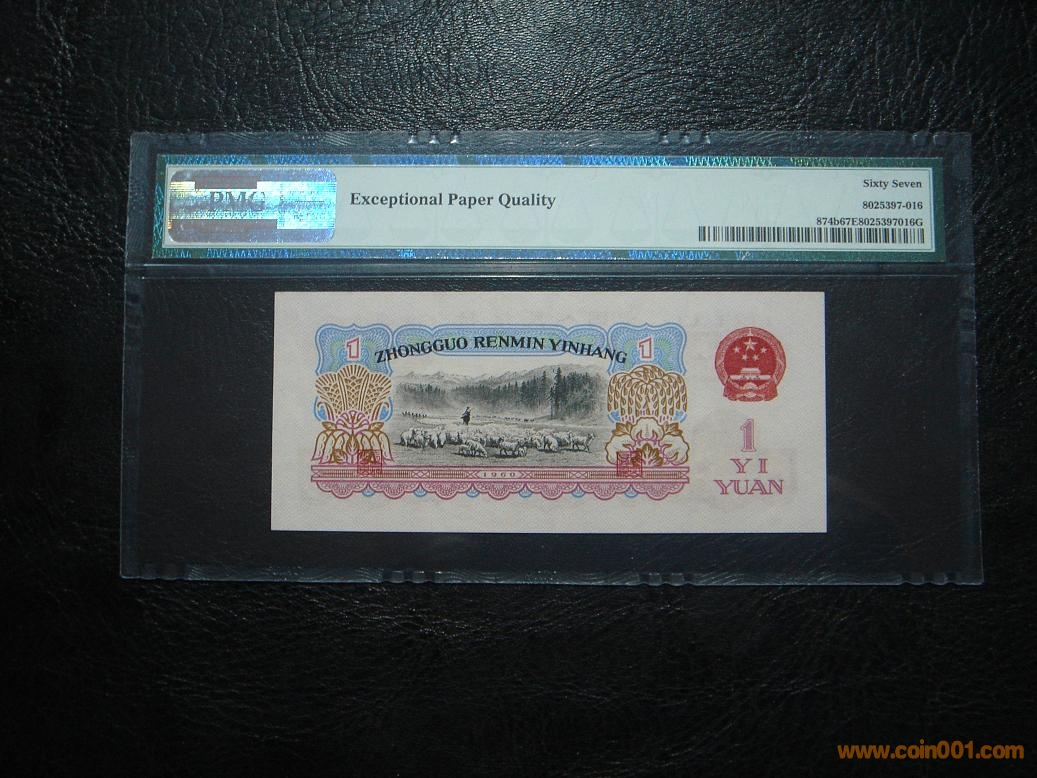 PMG
Exceptional Paper Quality
Sixty Seven
8025397-016
874b67E8025397016G
1 ZHONGGUO RENMIN YINHANG 1
1
YI
YUAN
1960
www.coin001.com